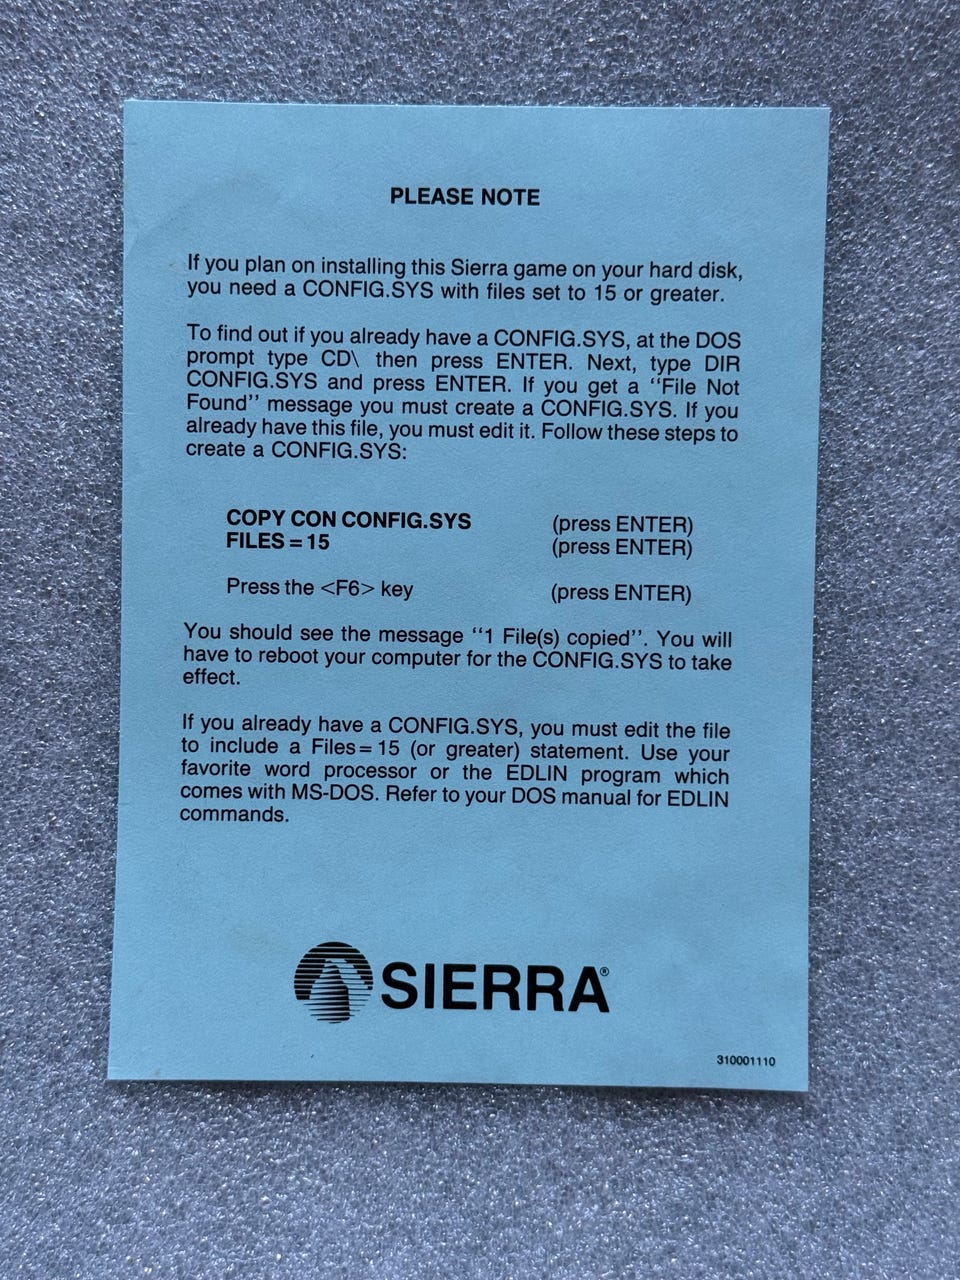 PLEASE NOTE
If you plan on installing this Sierra game on your hard disk,
you need a CONFIG.SYS with files set to 15 or greater.
To find out if you already have a CONFIG.SYS, at the DOS
prompt type CD\ then press ENTER. Next, type DIR
CONFIG.SYS and press ENTER. If you get a ‘‘File Not
Found’’ message you must create a CONFIG.SYS. If you
already have this file, you must edit it. Follow these steps to
create a CONFIG.SYS:
COPY CON CONFIG.SYS (press ENTER)
FILES = 15 (press ENTER)
Press the <F6> key (press ENTER)
You should see the message ‘‘1 File(s) copied’’. You will
have to reboot your computer for the CONFIG.SYS to take
effect.
If you already have a CONFIG.SYS, you must edit the file
to include a Files= 15 (or greater) statement. Use your
favorite word processor or the EDLIN program which
comes with MS-DOS. Refer to your DOS manual for EDLIN
commands.
SIERRA®
310001110